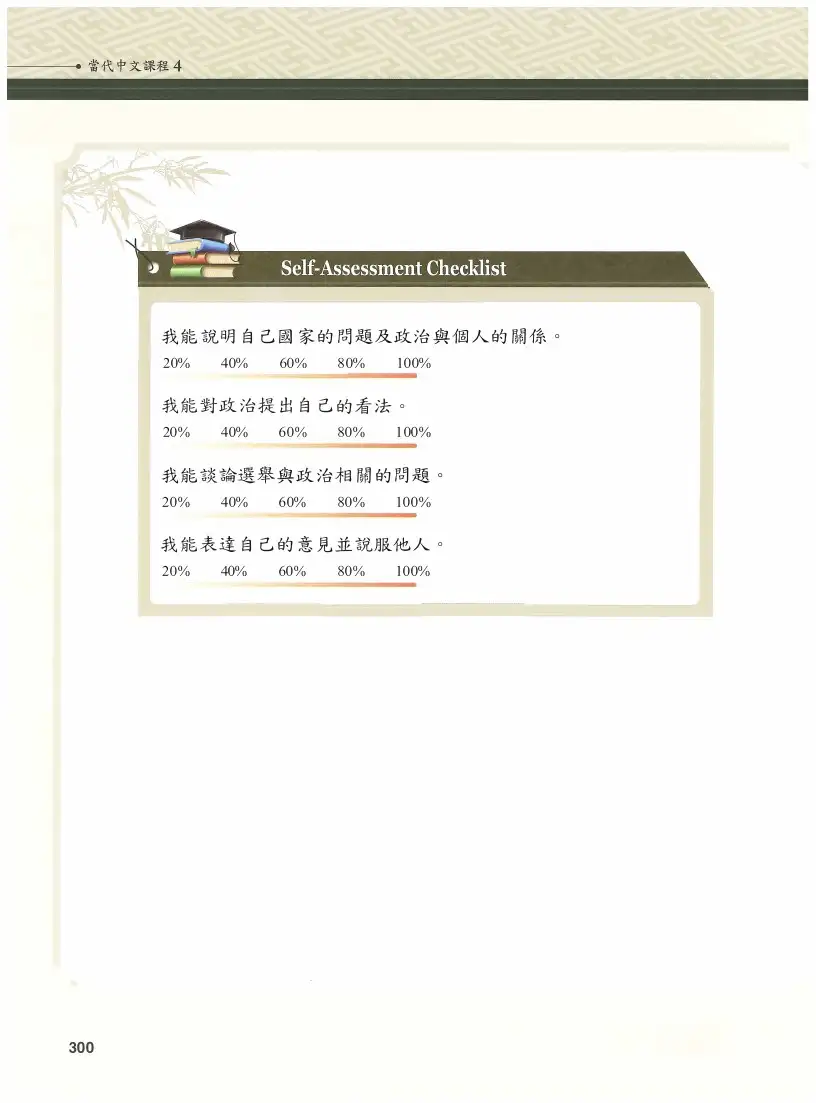 當代中文課程 4
Self-Assessment Checklist
我能說明自己國家的問題及政治與個人的關係。
20% 40% 60% 80% 100%
我能對政治提出自己的看法。
20% 40% 60% 80% 100%
我能談論選舉與政治相關的問題。
20% 40% 60% 80% 100%
我能表達自己的意見並說服他人。
20% 40% 60% 80% 100%
300